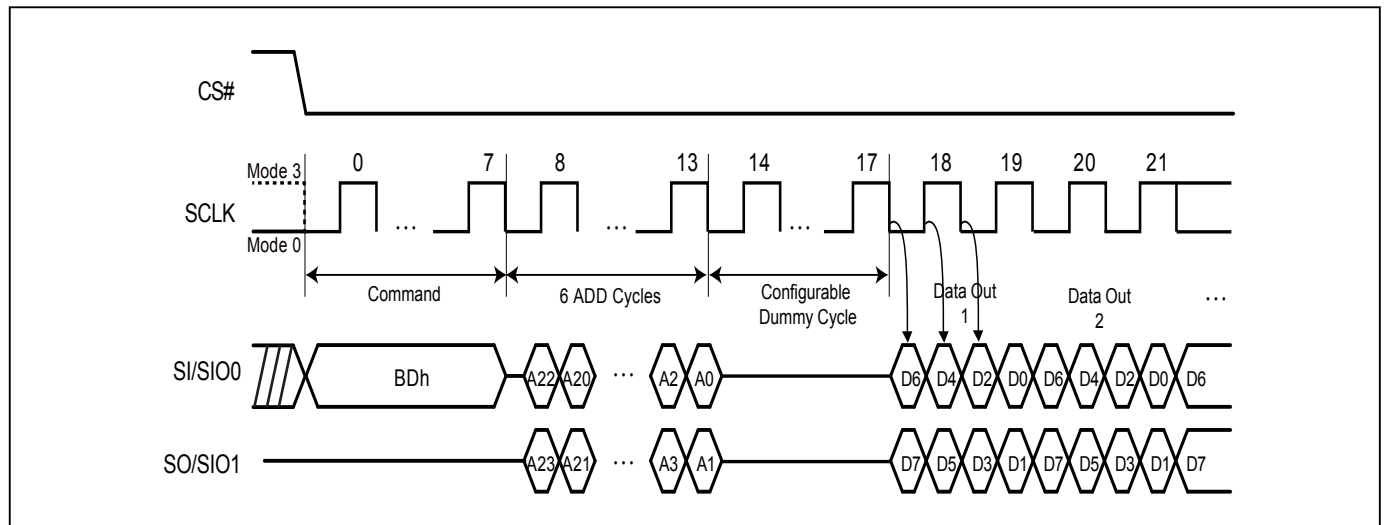 CS#
Mode 3 0 7 8 13 14 17 18 19 20 21
SCLK
... ... ...
Mode 0
Command 6 ADD Cycles Configurable Dummy Cycle Data Out 1 Data Out 2 ...
SI/SIO0 BDh A22 A20 ... A2 A0 D6 D4 D2 D0 D6 D4 D2 D0 D6
SO/SIO1 A23 A21 ... A3 A1 D7 D5 D3 D1 D7 D5 D3 D1 D7